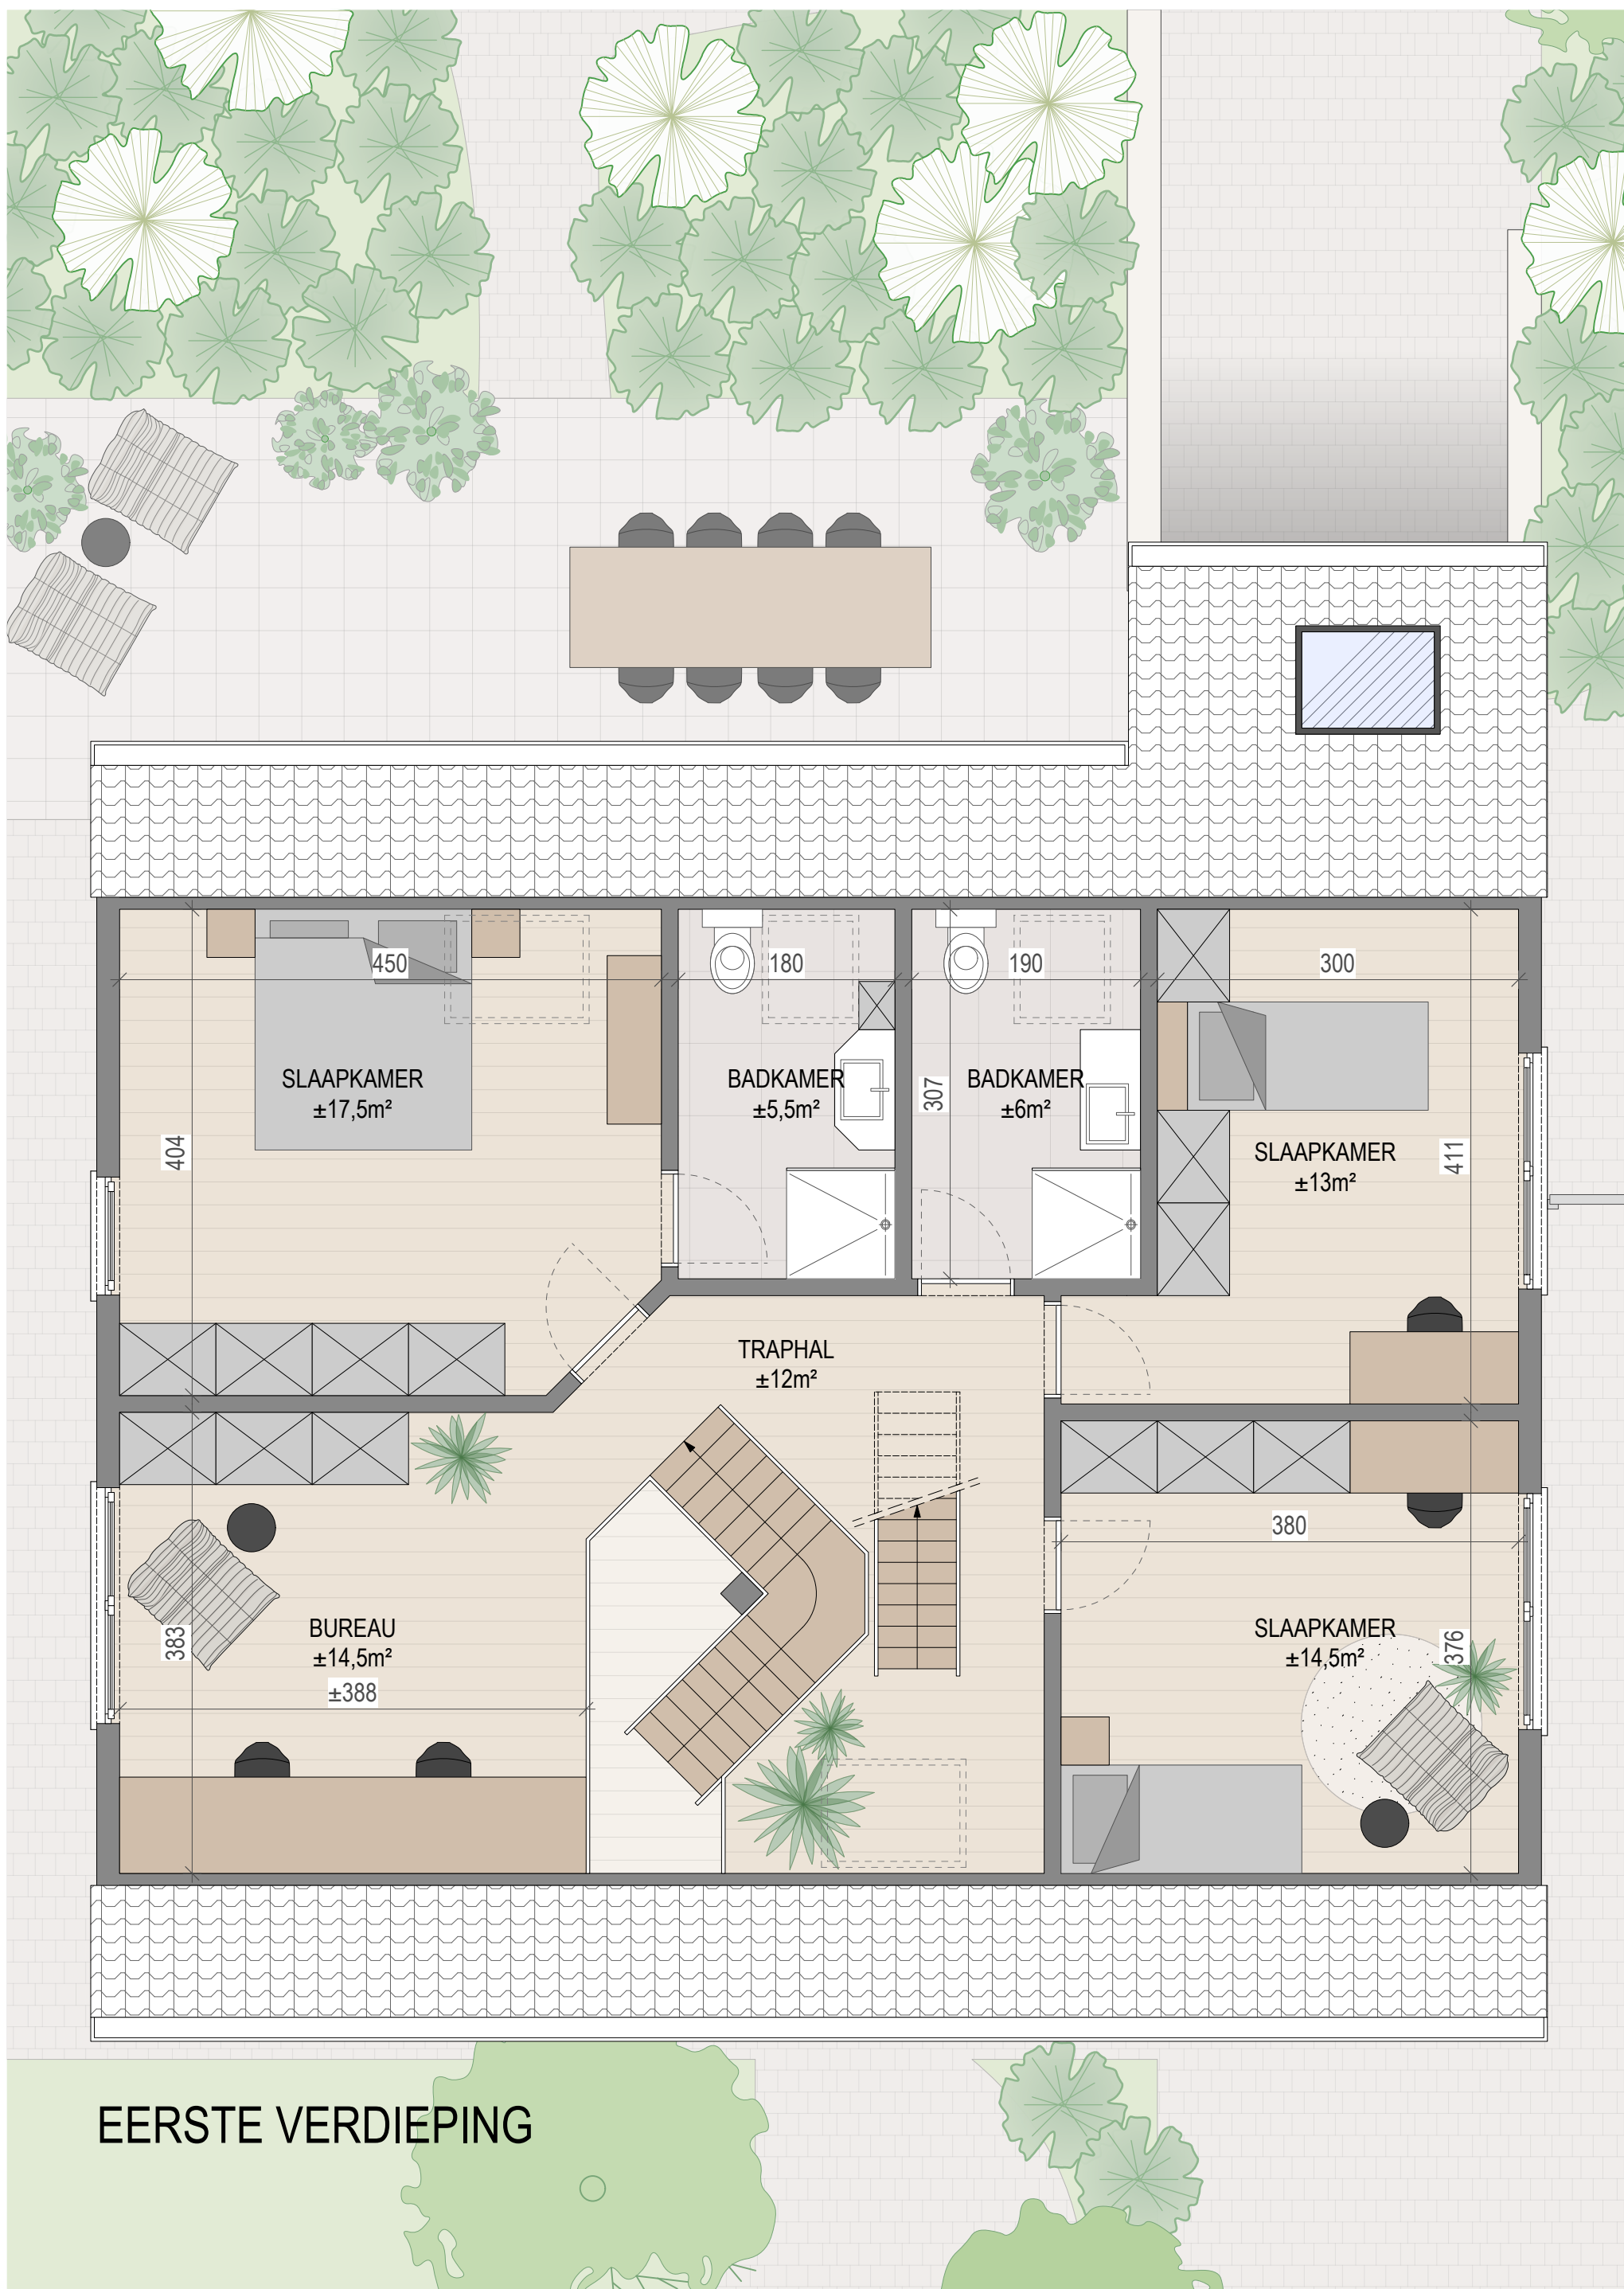 450
180
190
300
SLAAPKAMER
±17,5m²
BADKAMER
±5,5m²
BADKAMER
±6m²
307
404
SLAAPKAMER
±13m²
411
TRAPHAL
±12m²
380
BUREAU
±14,5m²
383
±388
SLAAPKAMER
±14,5m²
376
EERSTE VERDIEPING